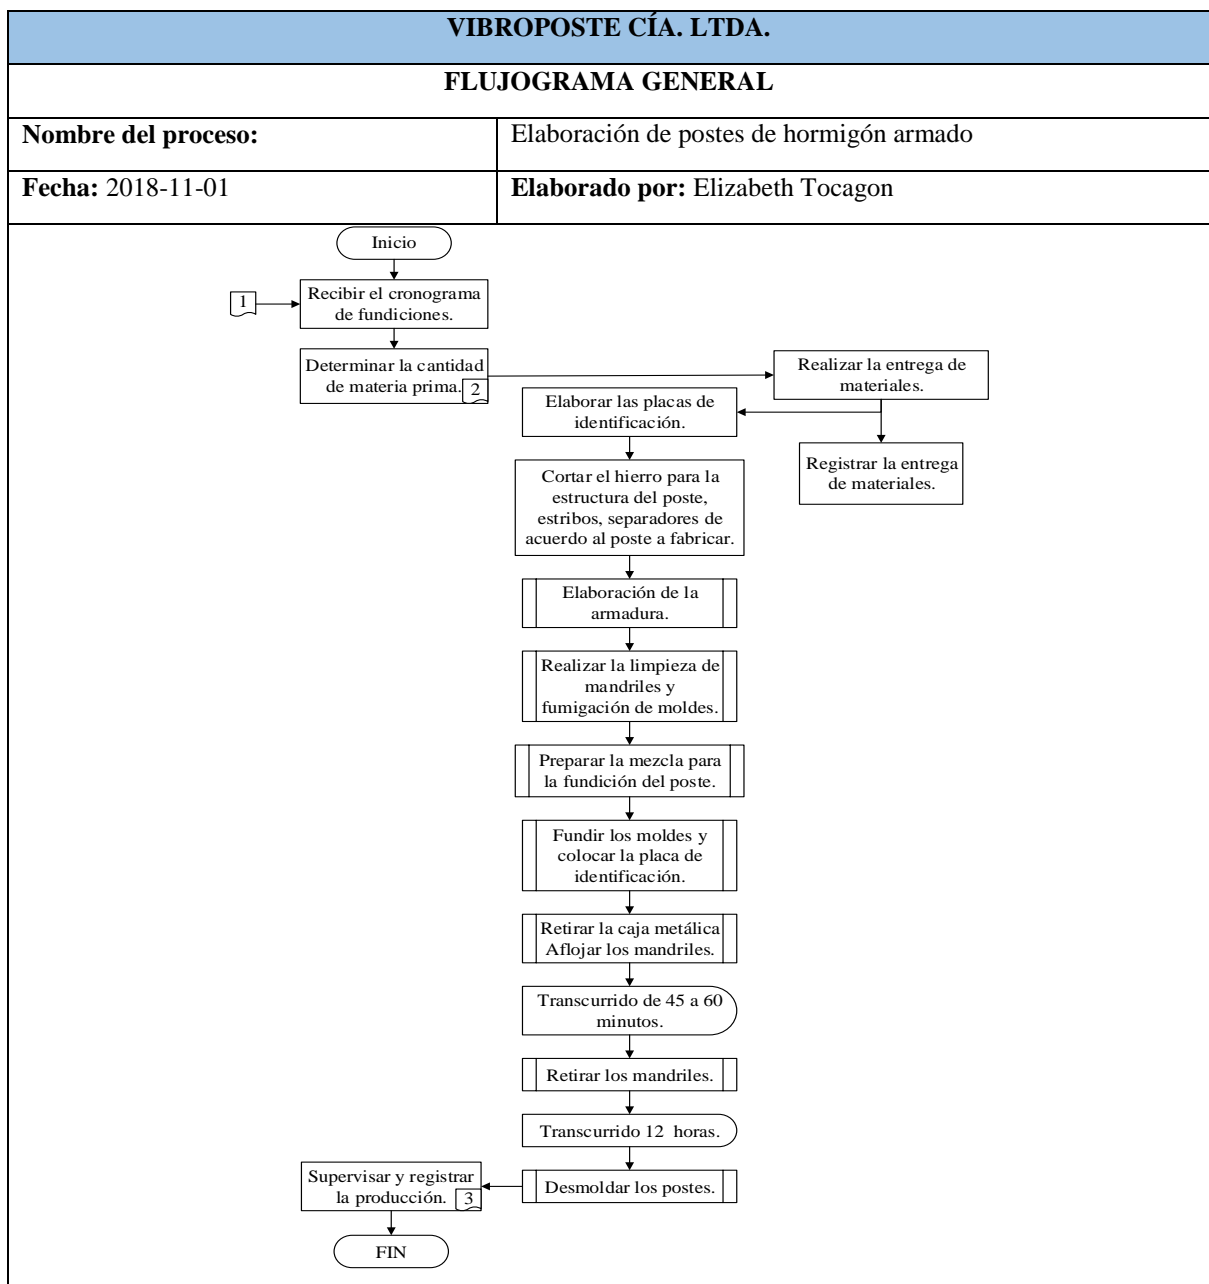 VIBROPOSTE CÍA. LTDA.
FLUJOGRAMA GENERAL
Nombre del proceso:
Elaboración de postes de hormigón armado
Fecha: 2018-11-01
Elaborado por: Elizabeth Tocagon
Inicio
1
Recibir el cronograma
de fundiciones.
Determinar la cantidad
de materia prima.
2
Realizar la entrega de
materiales.
Elaborar las placas de
identificación.
Registrar la entrega
de materiales.
Cortar el hierro para la
estructura del poste,
estribos, separadores de
acuerdo al poste a fabricar.
Elaboración de la
armadura.
Realizar la limpieza de
mandriles y
fumigación de moldes.
Preparar la mezcla para
la fundición del poste.
Fundir los moldes y
colocar la placa de
identificación.
Retirar la caja metálica
Aflojar los mandriles.
Transcurrido de 45 a 60
minutos.
Retirar los mandriles.
Transcurrido 12 horas.
Desmoldar los postes.
Supervisar y registrar
la producción.
3
FIN